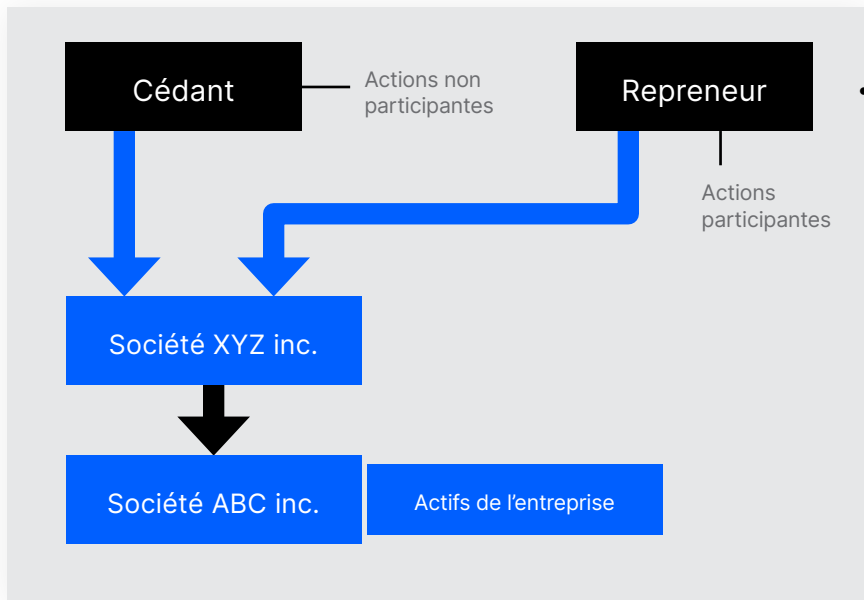 Cédant
Actions non
participantes
Repreneur
Actions
participantes
Société XYZ inc.
Société ABC inc.
Actifs de l’entreprise